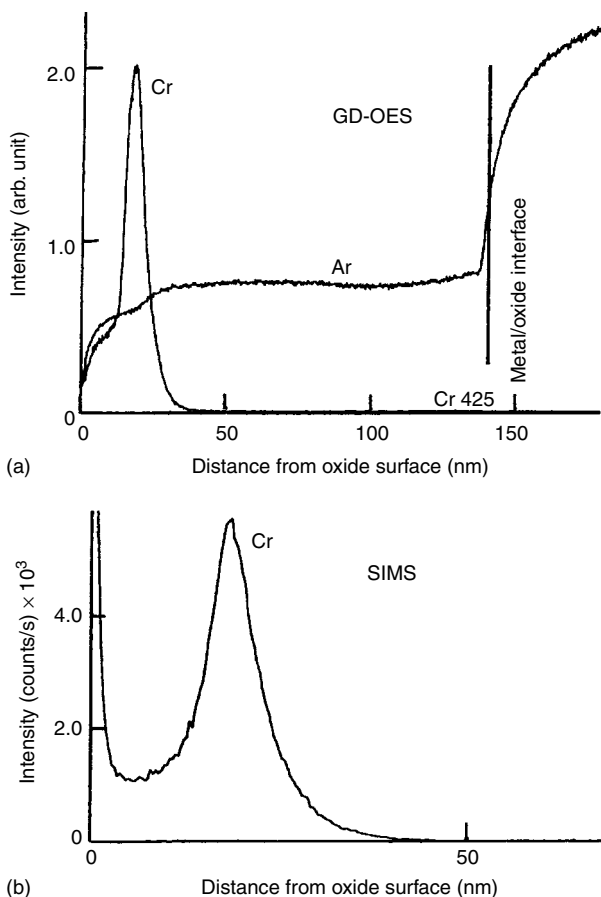 2.0
Cr
GD-OES
Intensity (arb. unit)
1.0
Ar
Metal/oxide interface
Cr 425
0
0
50
100
150
(a)
Distance from oxide surface (nm)
Cr
SIMS
Intensity (counts/s) × 10³
4.0
2.0
0
0
50
(b)
Distance from oxide surface (nm)